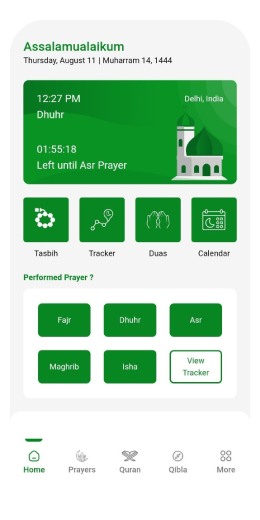 Assalamualaikum
Thursday, August 11 | Muharram 14, 1444
12:27 PM
Delhi, India
Dhuhr
01:55:18
Left until Asr Prayer
Tasbih
Tracker
Duas
Calendar
Performed Prayer ?
Fajr
Dhuhr
Asr
Maghrib
Isha
View
Tracker
Home
Prayers
Quran
Qibla
More